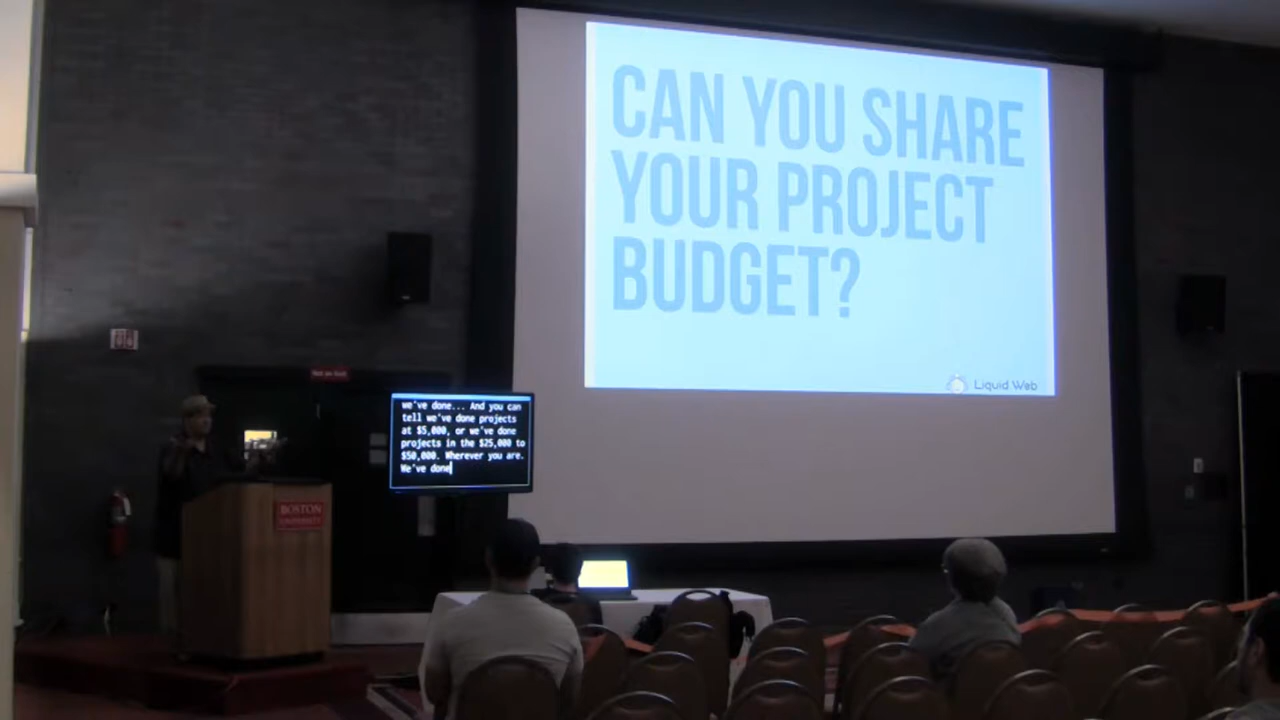 CAN YOU SHARE
YOUR PROJECT
BUDGET?
Liquid Web
we've done... And you can
tell we've done projects
at $5,000, or we've done
projects in the $25,000 to
$50,000. Wherever you are.
We've done
BOSTON
UNIVERSITY